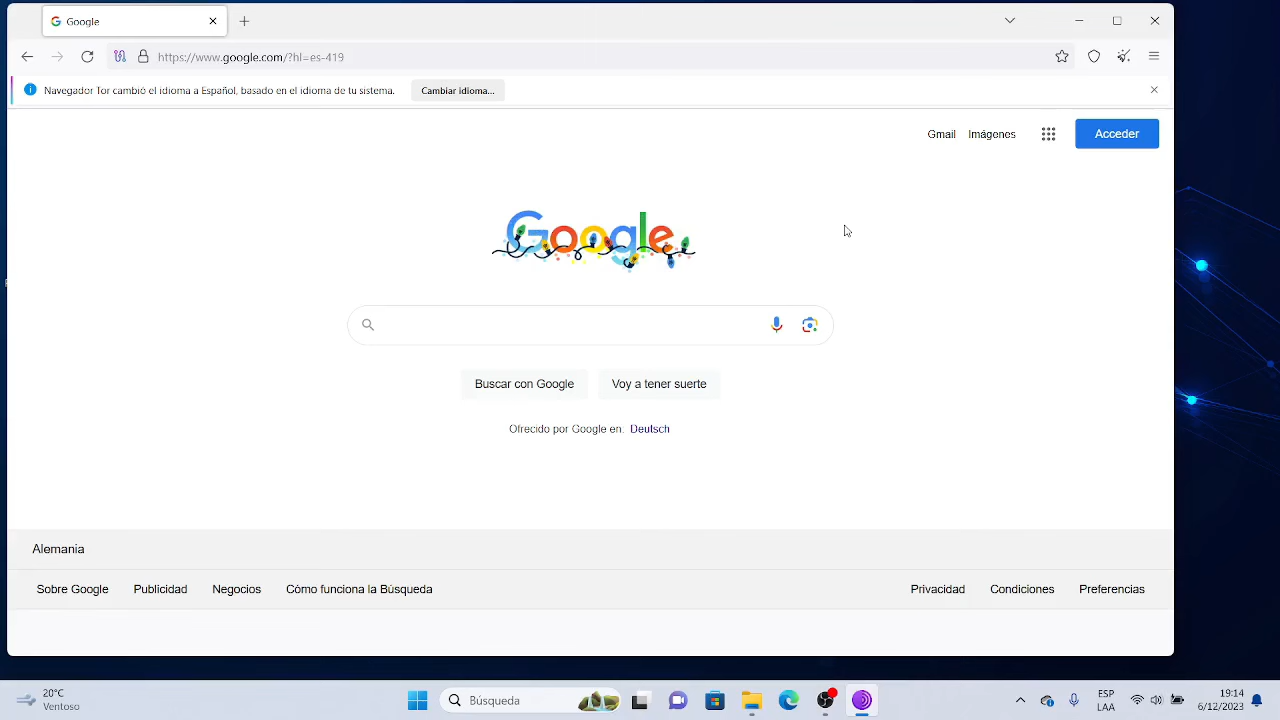 Google
https://www.google.com/?hl=es-419
Navegador Tor cambió el idioma a Español, basado en el idioma de tu sistema.
Cambiar idioma...
Gmail
Imágenes
Acceder
Google
Buscar con Google
Voy a tener suerte
Ofrecido por Google en: Deutsch
Alemania
Sobre Google
Publicidad
Negocios
Cómo funciona la Búsqueda
Privacidad
Condiciones
Preferencias
20°C
Ventoso
Búsqueda
ESP
LAA
19:14
6/12/2023